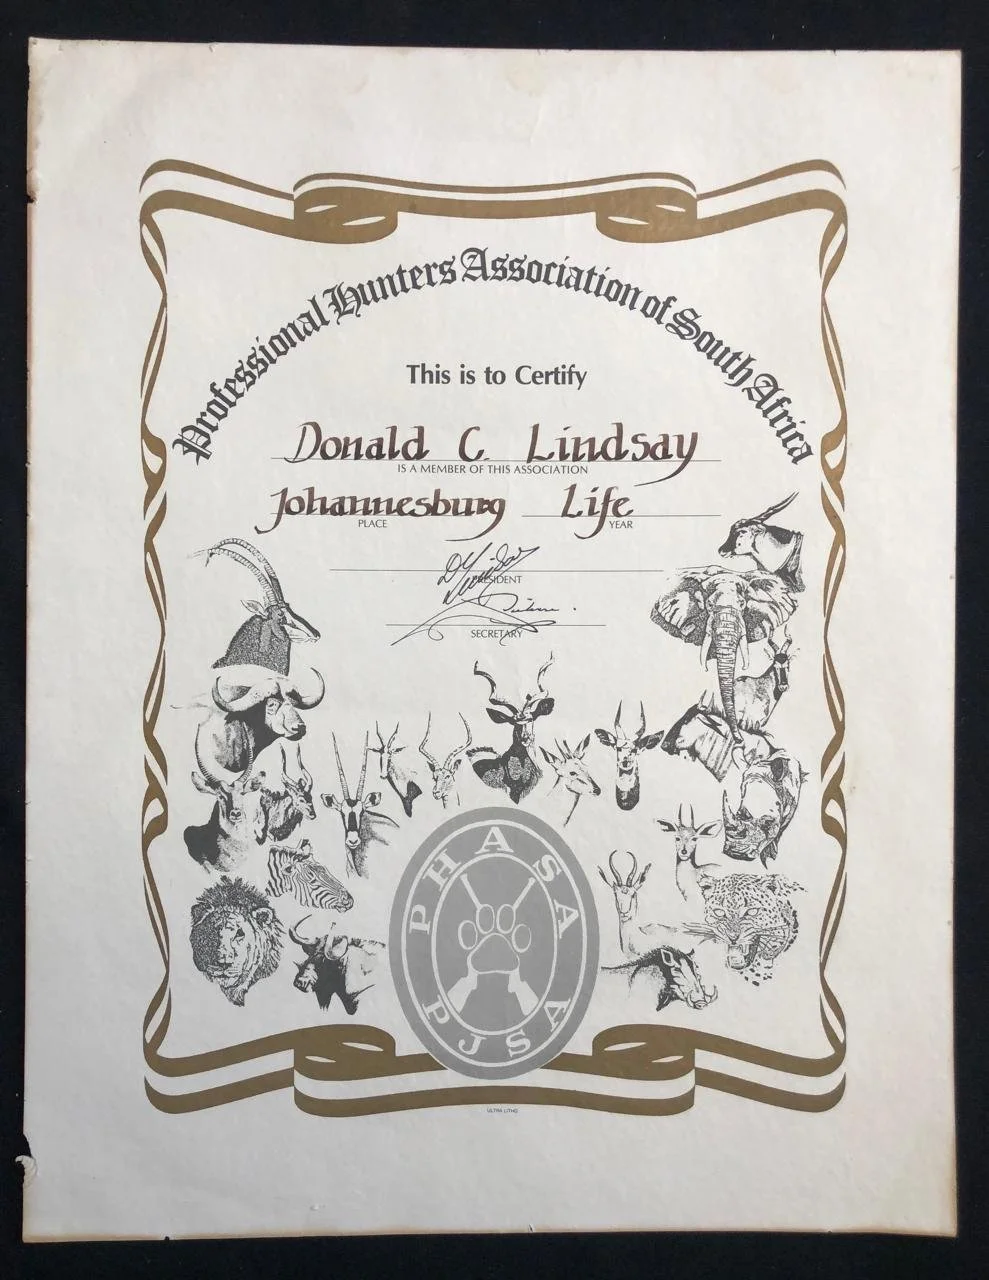 Professional Hunters Association of South Africa
This is to Certify
Donald C. Lindsay
IS A MEMBER OF THIS ASSOCIATION
Johannesburg Life
PLACE YEAR
PRESIDENT
SECRETARY
PHASA
PJSA
ULTRA LITHO